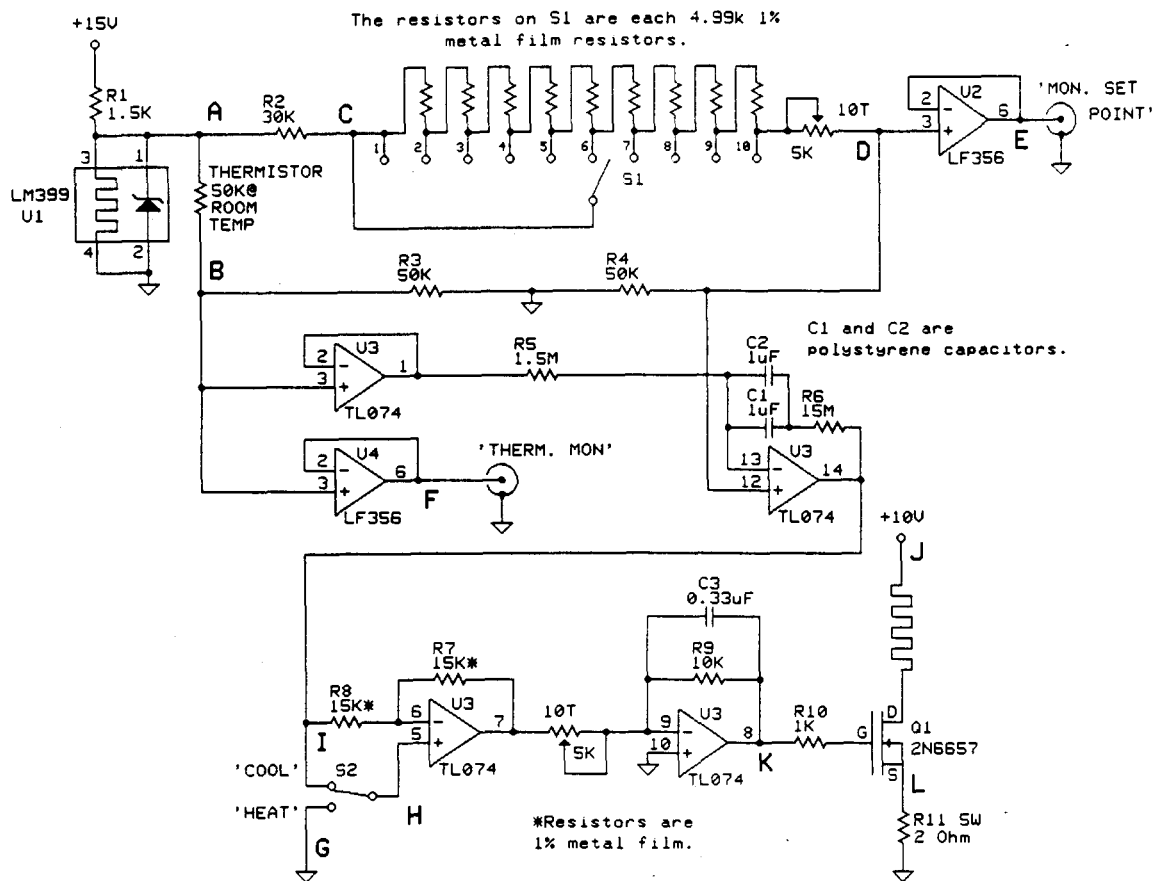 The resistors on S1 are each 4.99k 1%
metal film resistors.
+15V
R1
1.5K
A
R2
30K
C
1
2
3
4
5
6
7
8
9
10
S1
10T
5K
D
2
3
-
+
U2
6
LF356
E
'MON. SET
POINT'
LM399
U1
3
1
4
2
THERMISTOR
50K@
ROOM
TEMP
B
R3
50K
R4
50K
C1 and C2 are
polystyrene capacitors.
2
3
-
+
U3
1
TL074
R5
1.5M
C2
1uF
C1
1uF
R6
15M
2
3
-
+
U4
6
LF356
F
'THERM. MON'
13
12
-
+
U3
14
TL074
+10V
J
C3
0.33uF
R9
10K
R7
15K*
R8
15K*
I
6
5
-
+
U3
7
TL074
10T
5K
9
10
-
+
U3
8
TL074
K
R10
1K
G
D
S
Q1
2N6657
L
R11 5W
2 Ohm
'COOL'
S2
'HEAT'
H
G
*Resistors are
1% metal film.